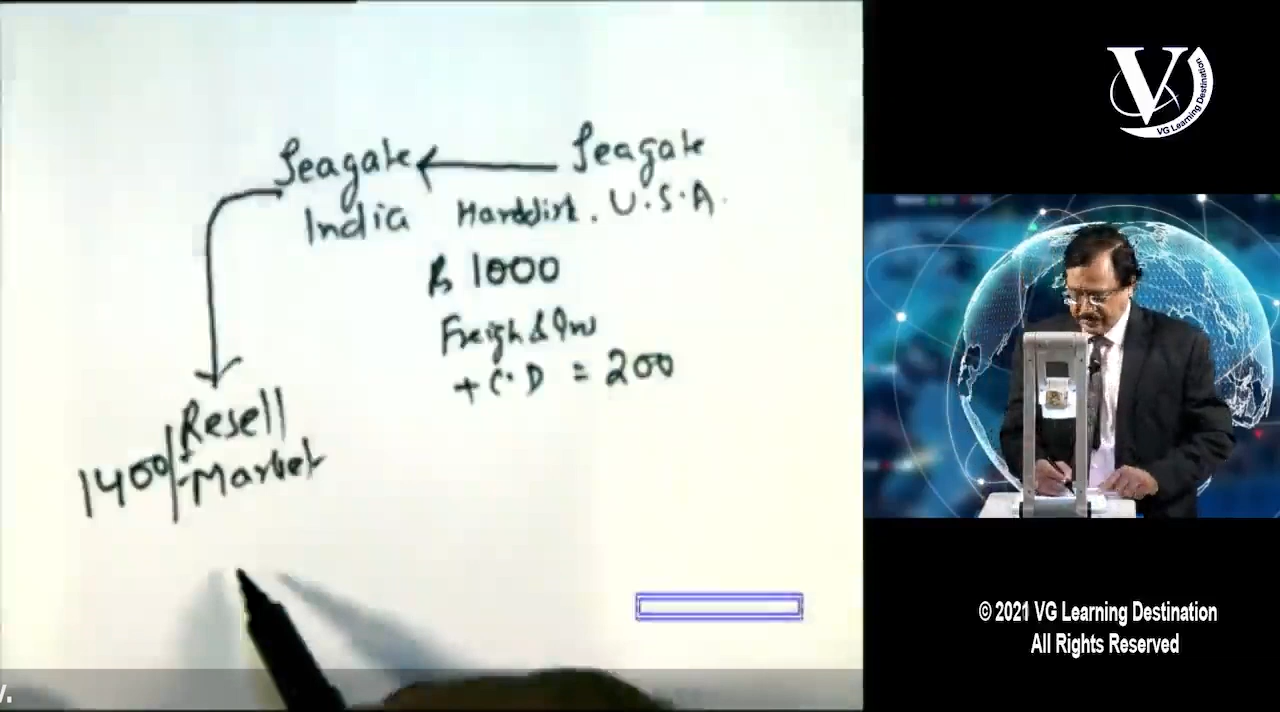 Seagate
Seagate
India
Harddisk. U.S.A.
Rs 1000
Freigh & Ins
+ C.D = 200
Resell
Market
1400/-
V
VG Learning Destination
© 2021 VG Learning Destination
All Rights Reserved